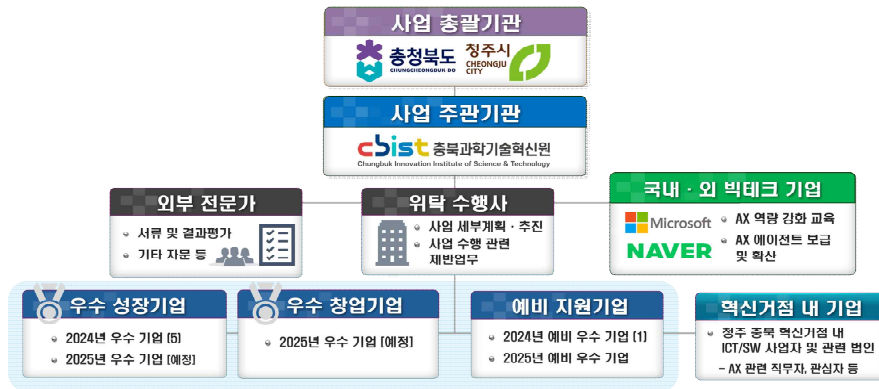 사업 총괄기관
충청북도
CHUNGCHEONGBUK DO
청주시
CHEONGJU
CITY
사업 주관기관
cbist 충북과학기술혁신원
Chungbuk Innovation Institute of Science & Technology
외부 전문가
서류 및 결과평가
기타 자문 등
위탁 수행사
사업 세부계획 · 추진
사업 수행 관련
제반업무
국내 · 외 빅테크 기업
Microsoft
NAVER
AX 역량 강화 교육
AX 에이전트 보급
및 확산
우수 성장기업
2024년 우수 기업 [5]
2025년 우수 기업 [예정]
우수 창업기업
2025년 우수 기업 [예정]
예비 지원기업
2024년 예비 우수 기업 [1]
2025년 예비 우수 기업
혁신거점 내 기업
청주 충북 혁신거점 내
ICT/SW 사업자 및 관련 법인
– AX 관련 직무자, 관심자 등